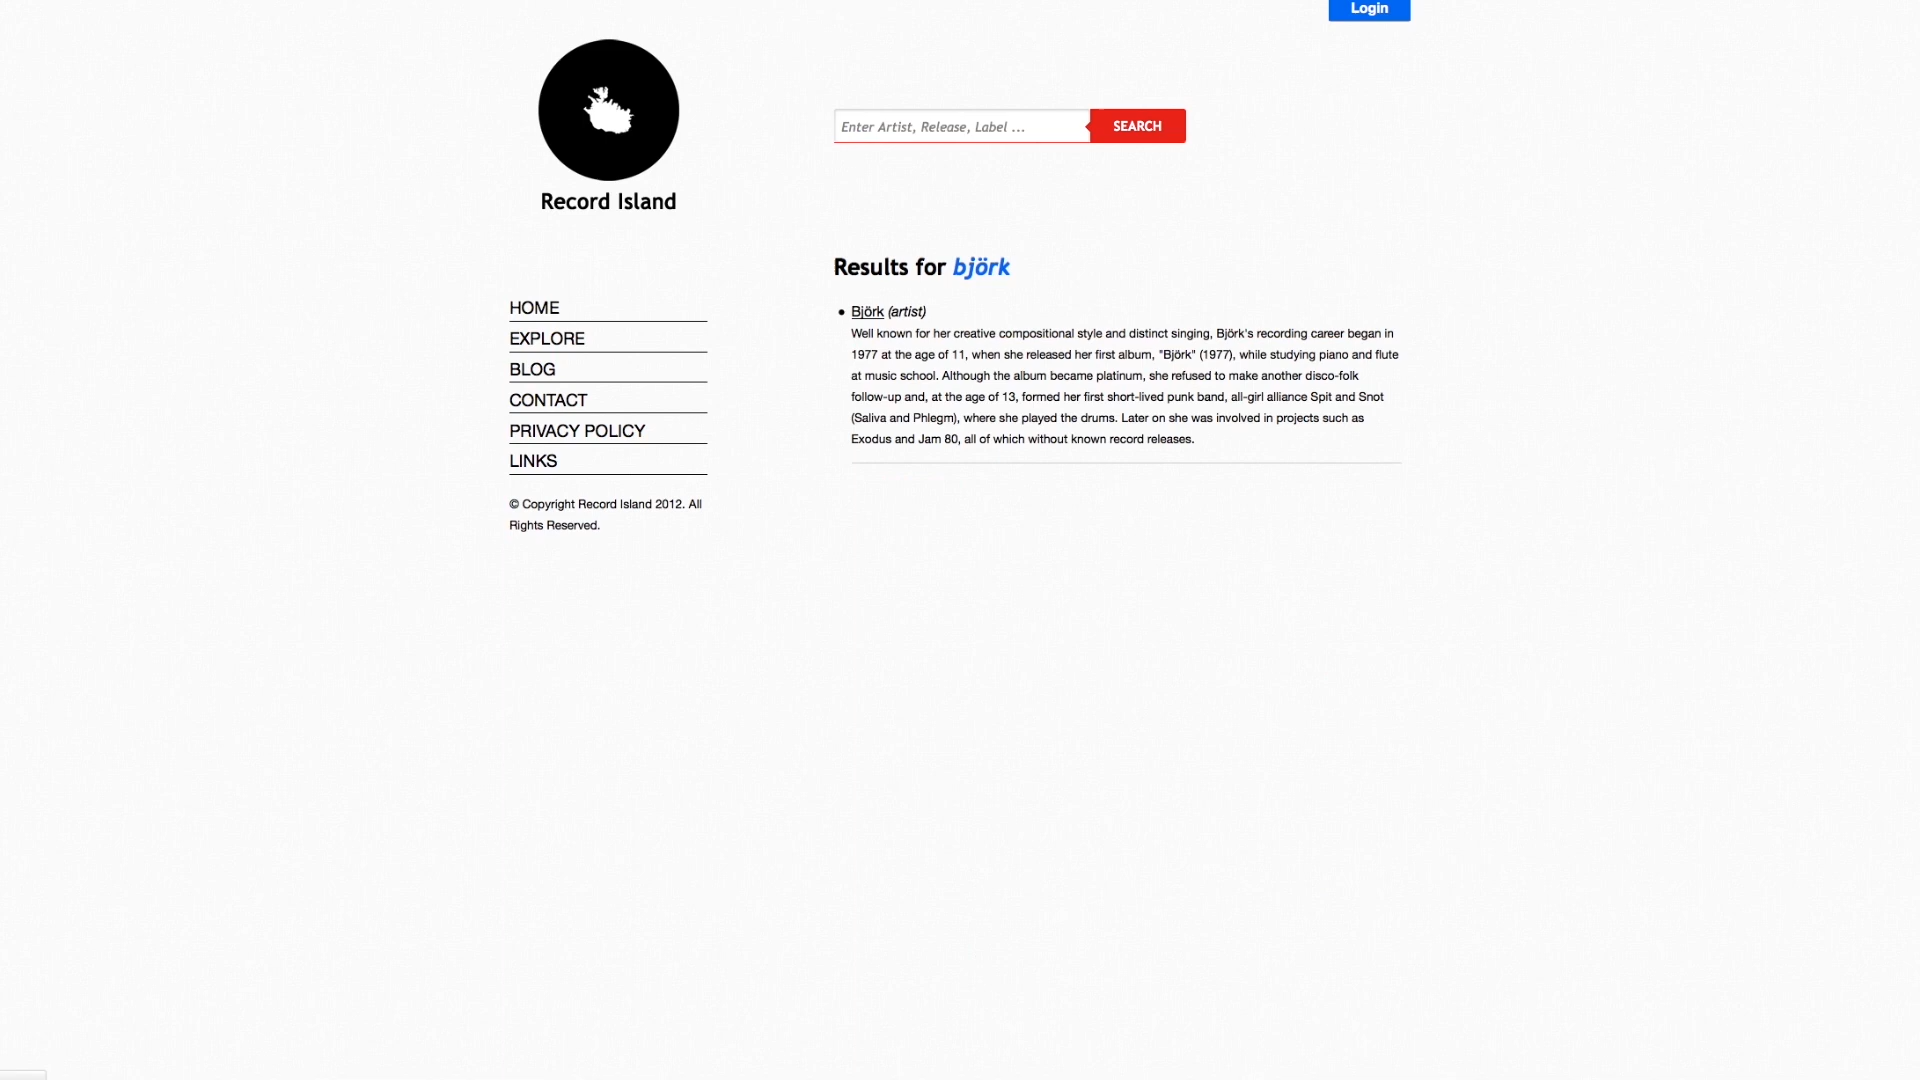 Login
Record Island
Enter Artist, Release, Label ...
SEARCH
Results for björk
HOME
EXPLORE
BLOG
CONTACT
PRIVACY POLICY
LINKS
© Copyright Record Island 2012. All
Rights Reserved.
• Björk (artist)
Well known for her creative compositional style and distinct singing, Björk's recording career began in
1977 at the age of 11, when she released her first album, "Björk" (1977), while studying piano and flute
at music school. Although the album became platinum, she refused to make another disco-folk
follow-up and, at the age of 13, formed her first short-lived punk band, all-girl alliance Spit and Snot
(Saliva and Phlegm), where she played the drums. Later on she was involved in projects such as
Exodus and Jam 80, all of which without known record releases.